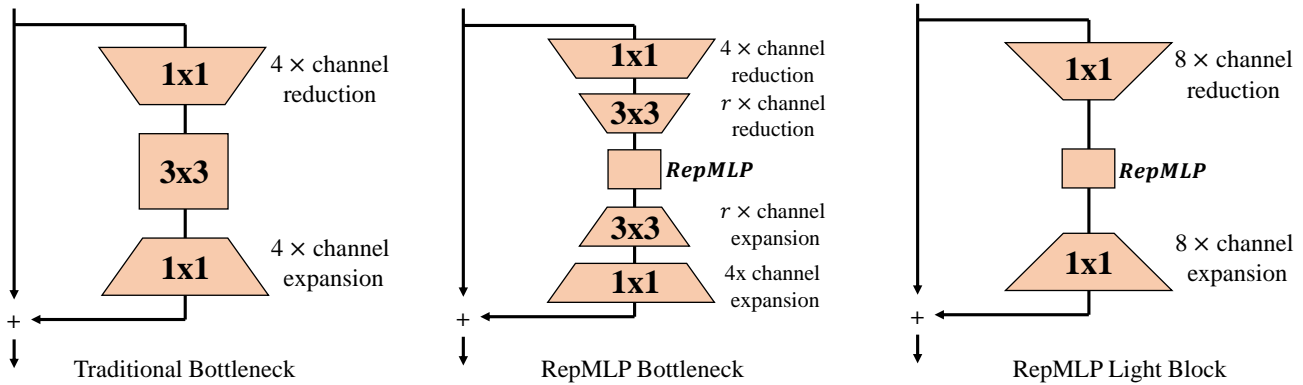 1x1
4 × channel
reduction
3x3
1x1
4 × channel
expansion
+
Traditional Bottleneck
1x1
4 × channel
reduction
3x3
r × channel
reduction
RepMLP
3x3
r × channel
expansion
1x1
4x channel
expansion
+
RepMLP Bottleneck
1x1
8 × channel
reduction
RepMLP
1x1
8 × channel
expansion
+
RepMLP Light Block